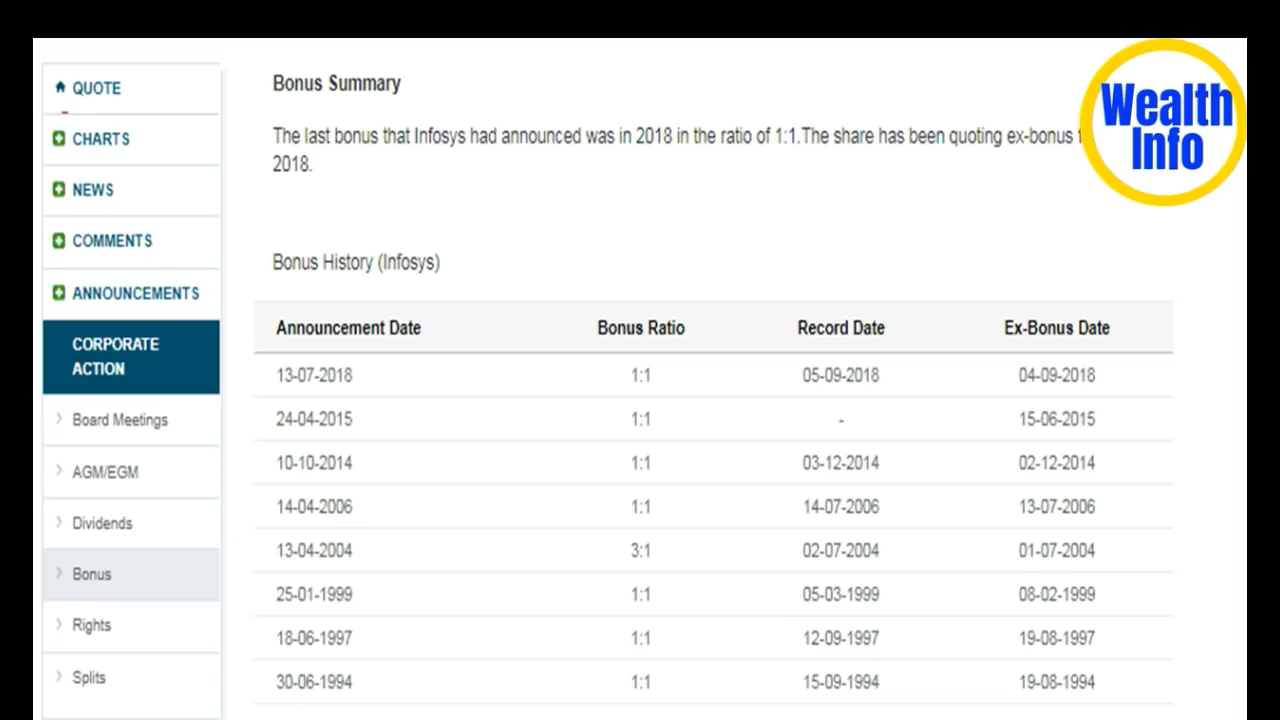 QUOTE
CHARTS
NEWS
COMMENTS
ANNOUNCEMENTS
CORPORATE
ACTION
Board Meetings
AGM/EGM
Dividends
Bonus
Rights
Splits
Bonus Summary
The last bonus that Infosys had announced was in 2018 in the ratio of 1:1.The share has been quoting ex-bonus
2018.
Wealth
Info
Bonus History (Infosys)
Announcement Date Bonus Ratio Record Date Ex-Bonus Date
13-07-2018 1:1 05-09-2018 04-09-2018
24-04-2015 1:1 - 15-06-2015
10-10-2014 1:1 03-12-2014 02-12-2014
14-04-2006 1:1 14-07-2006 13-07-2006
13-04-2004 3:1 02-07-2004 01-07-2004
25-01-1999 1:1 05-03-1999 08-02-1999
18-06-1997 1:1 12-09-1997 19-08-1997
30-06-1994 1:1 15-09-1994 19-08-1994